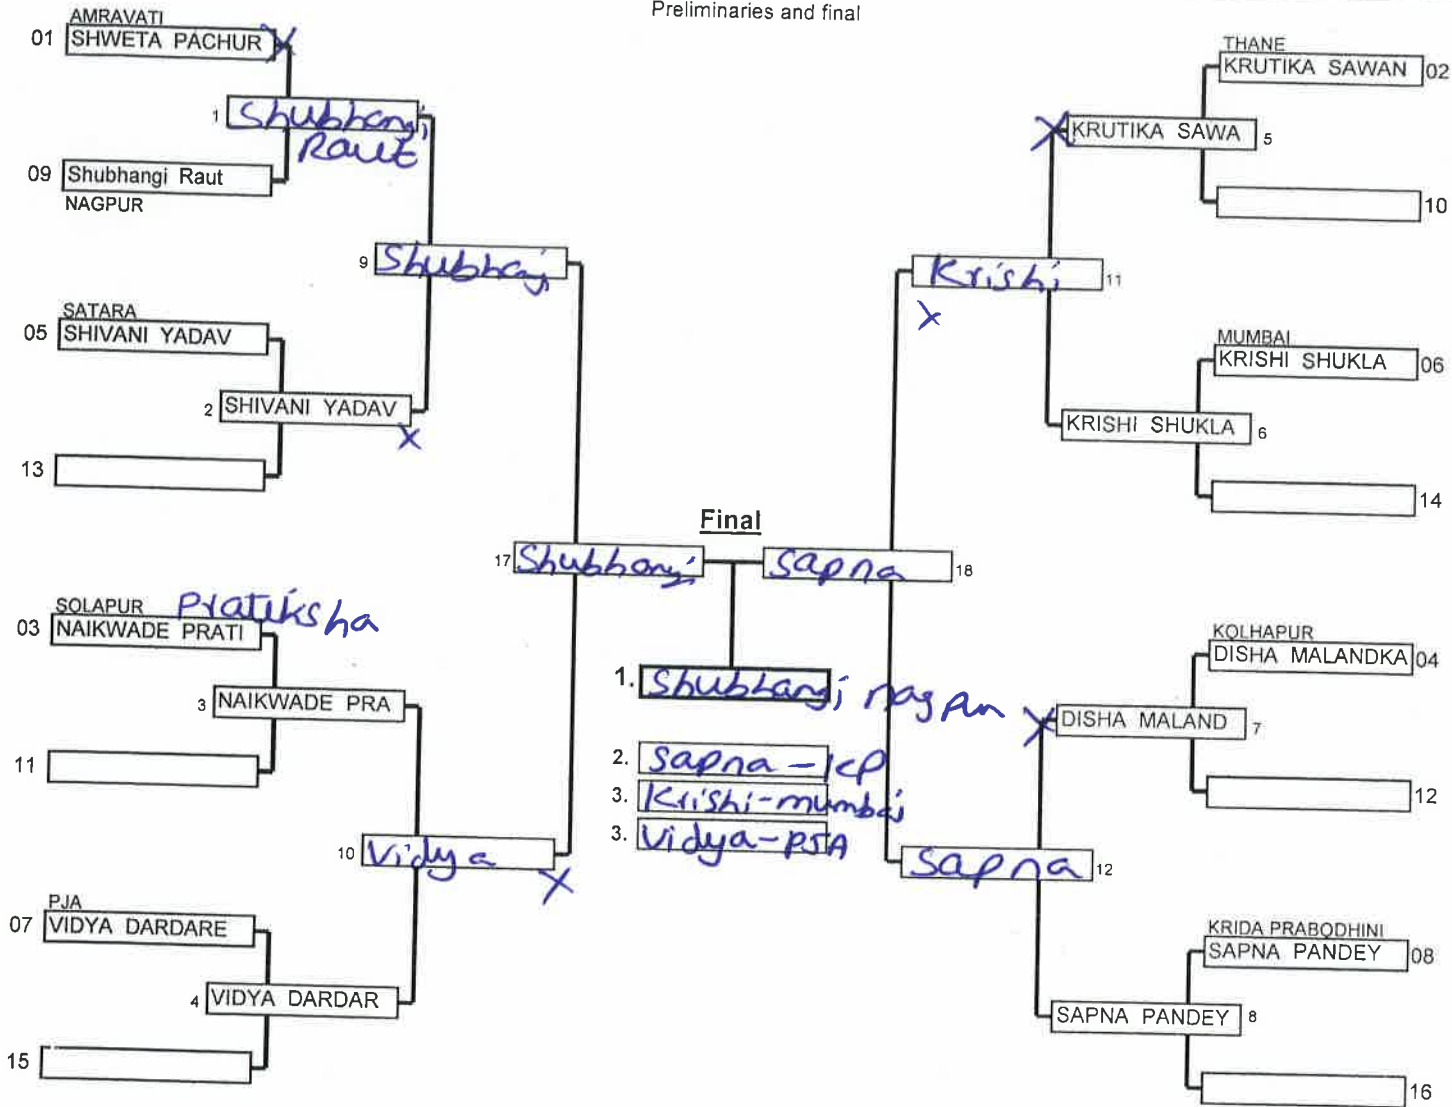 Preliminaries and final
AMRAVATI
01 SHWETA PACHUR X
1 Shubhangi
Raut
09 Shubhangi Raut
NAGPUR
9 Shubhangi
SATARA
05 SHIVANI YADAV
2 SHIVANI YADAV
X
13
17 Shubhangi
SOLAPUR Pratiksha
03 NAIKWADE PRATI
3 NAIKWADE PRA
11
10 Vidya
X
PJA
07 VIDYA DARDARE
4 VIDYA DARDAR
15
Final
1. Shubhangi nagpur
2. Sapna - KP
3. Krishi-mumbai
3. Vidya-PJA
THANE
KRUTIKA SAWAN 02
X KRUTIKA SAWA 5
10
Krishi 11
X
MUMBAI
KRISHI SHUKLA 06
KRISHI SHUKLA 6
14
Sapna 18
KOLHAPUR
DISHA MALANDKA 04
X DISHA MALAND 7
12
Sapna 12
KRIDA PRABODHINI
SAPNA PANDEY 08
SAPNA PANDEY 8
16